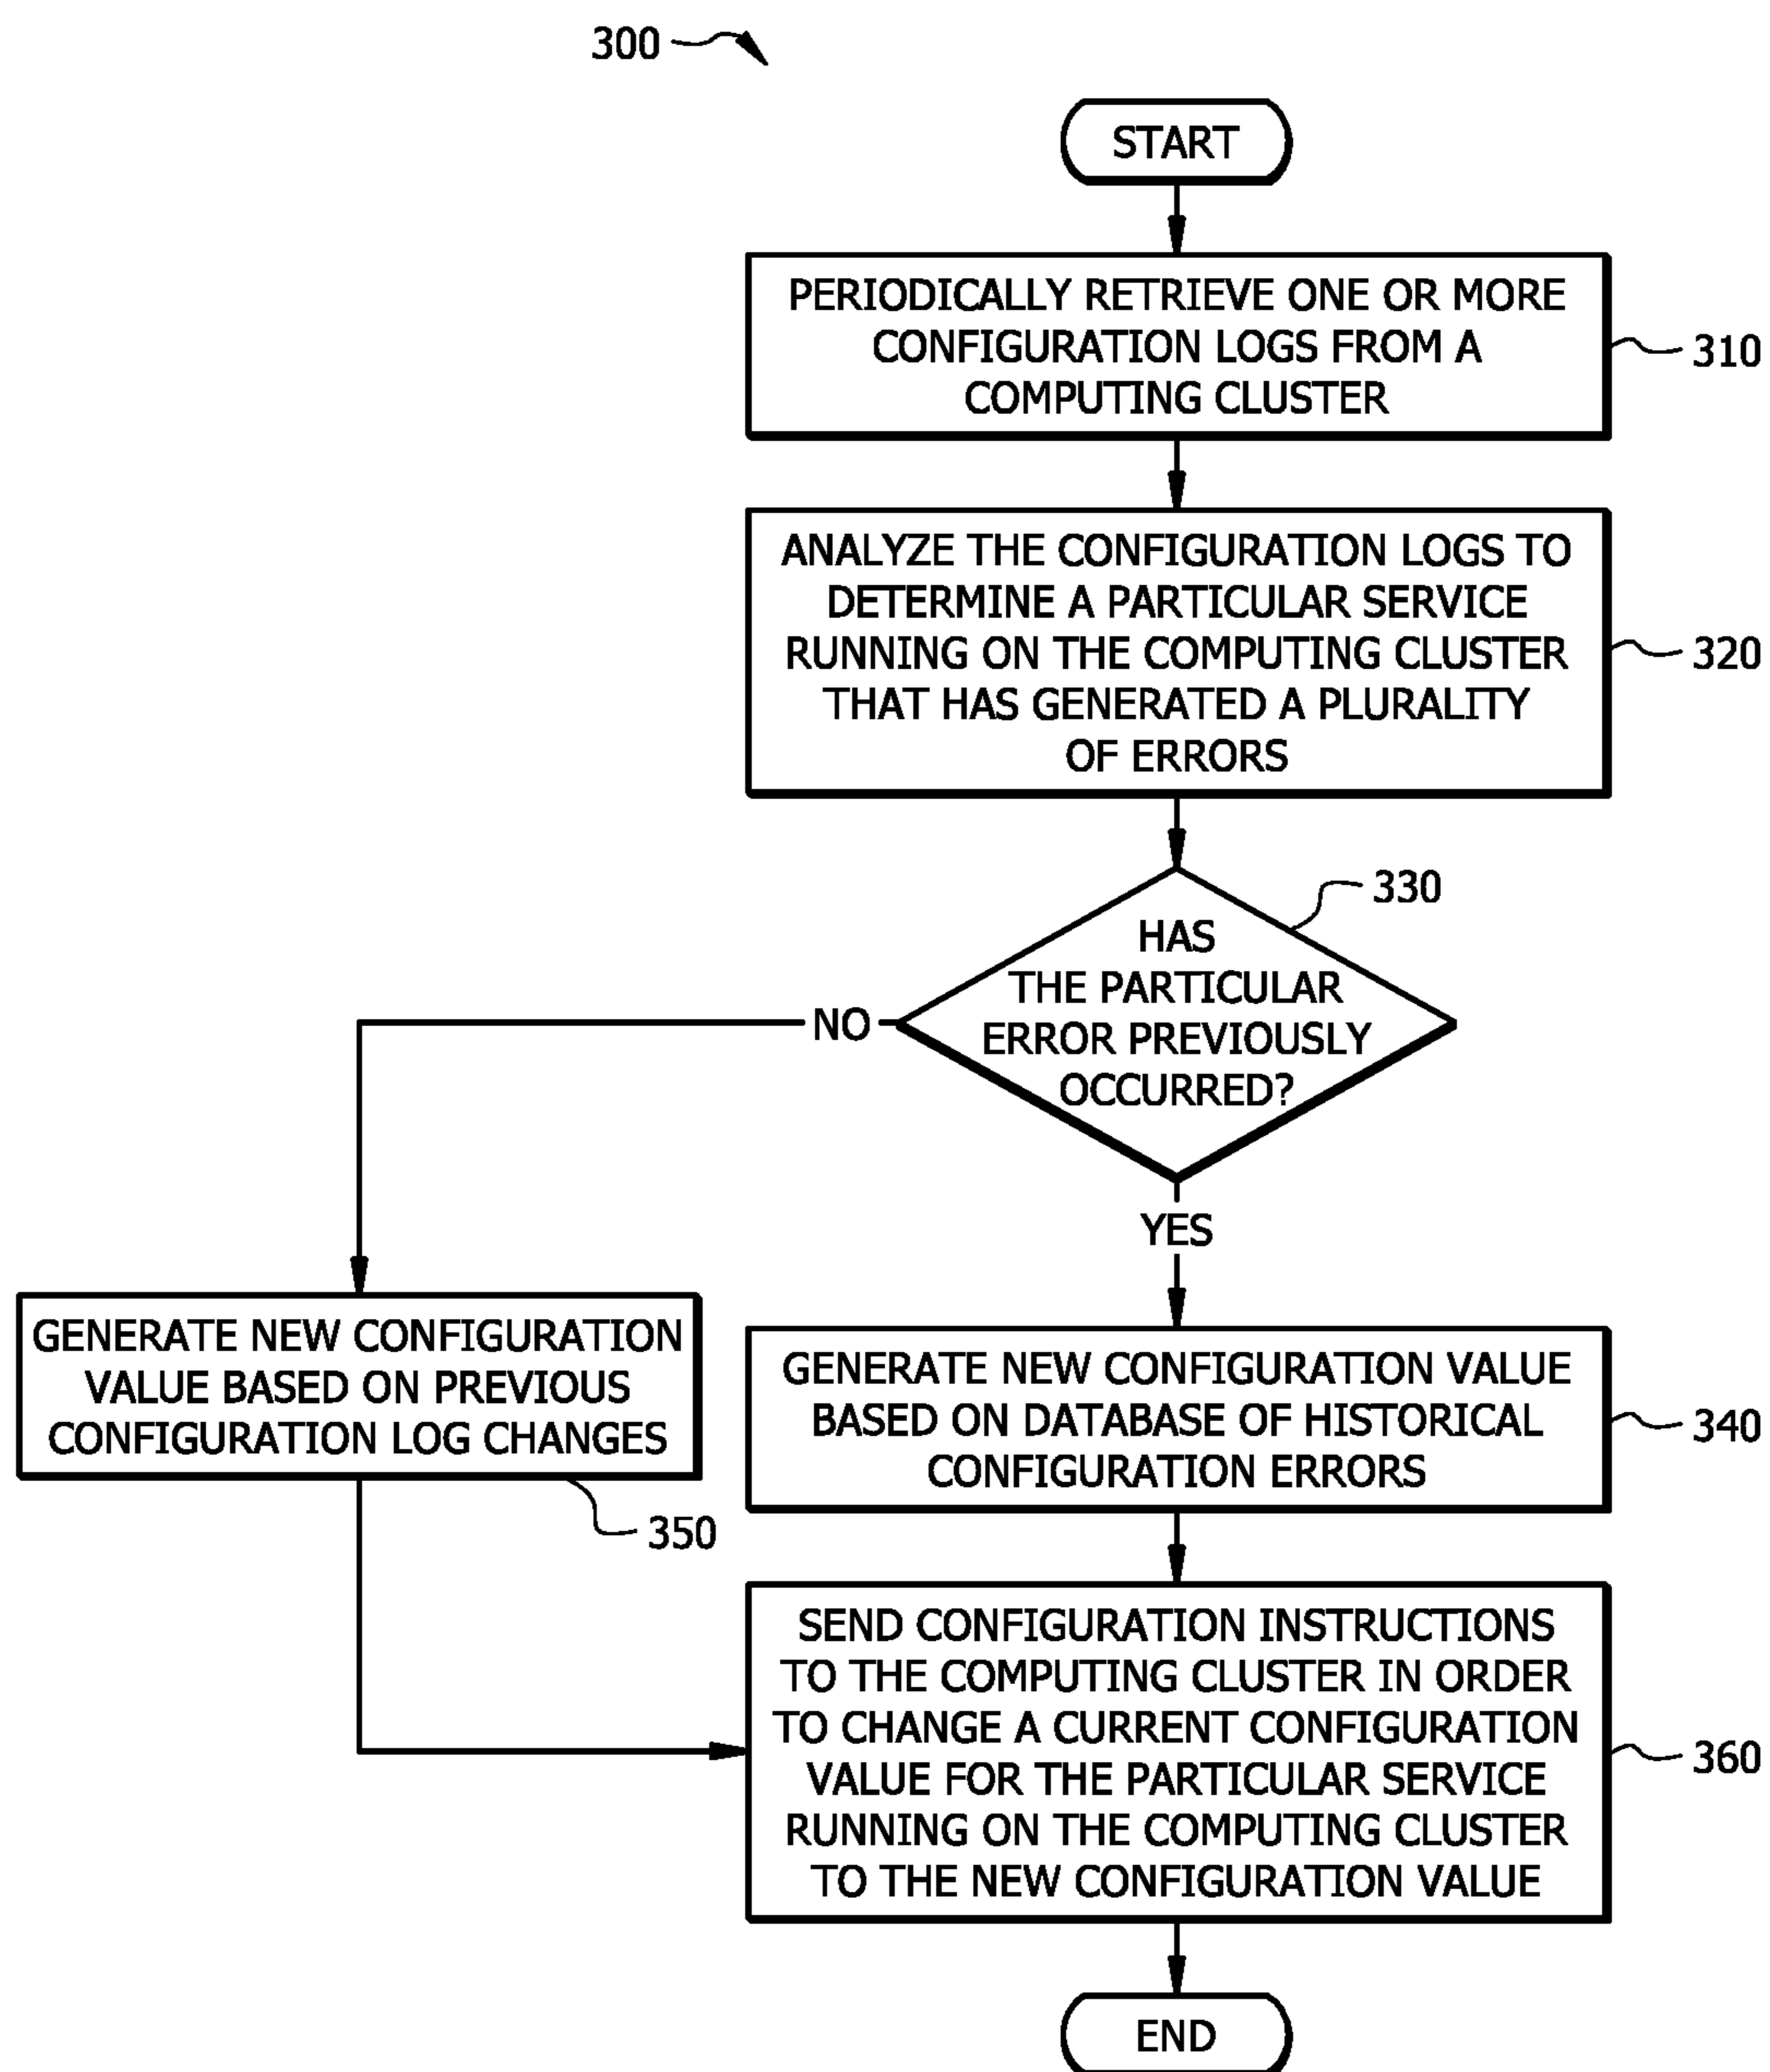 300
START
PERIODICALLY RETRIEVE ONE OR MORE
CONFIGURATION LOGS FROM A
COMPUTING CLUSTER
310
ANALYZE THE CONFIGURATION LOGS TO
DETERMINE A PARTICULAR SERVICE
RUNNING ON THE COMPUTING CLUSTER
THAT HAS GENERATED A PLURALITY
OF ERRORS
320
330
HAS
THE PARTICULAR
ERROR PREVIOUSLY
OCCURRED?
NO
YES
GENERATE NEW CONFIGURATION
VALUE BASED ON PREVIOUS
CONFIGURATION LOG CHANGES
350
GENERATE NEW CONFIGURATION VALUE
BASED ON DATABASE OF HISTORICAL
CONFIGURATION ERRORS
340
SEND CONFIGURATION INSTRUCTIONS
TO THE COMPUTING CLUSTER IN ORDER
TO CHANGE A CURRENT CONFIGURATION
VALUE FOR THE PARTICULAR SERVICE
RUNNING ON THE COMPUTING CLUSTER
TO THE NEW CONFIGURATION VALUE
360
END